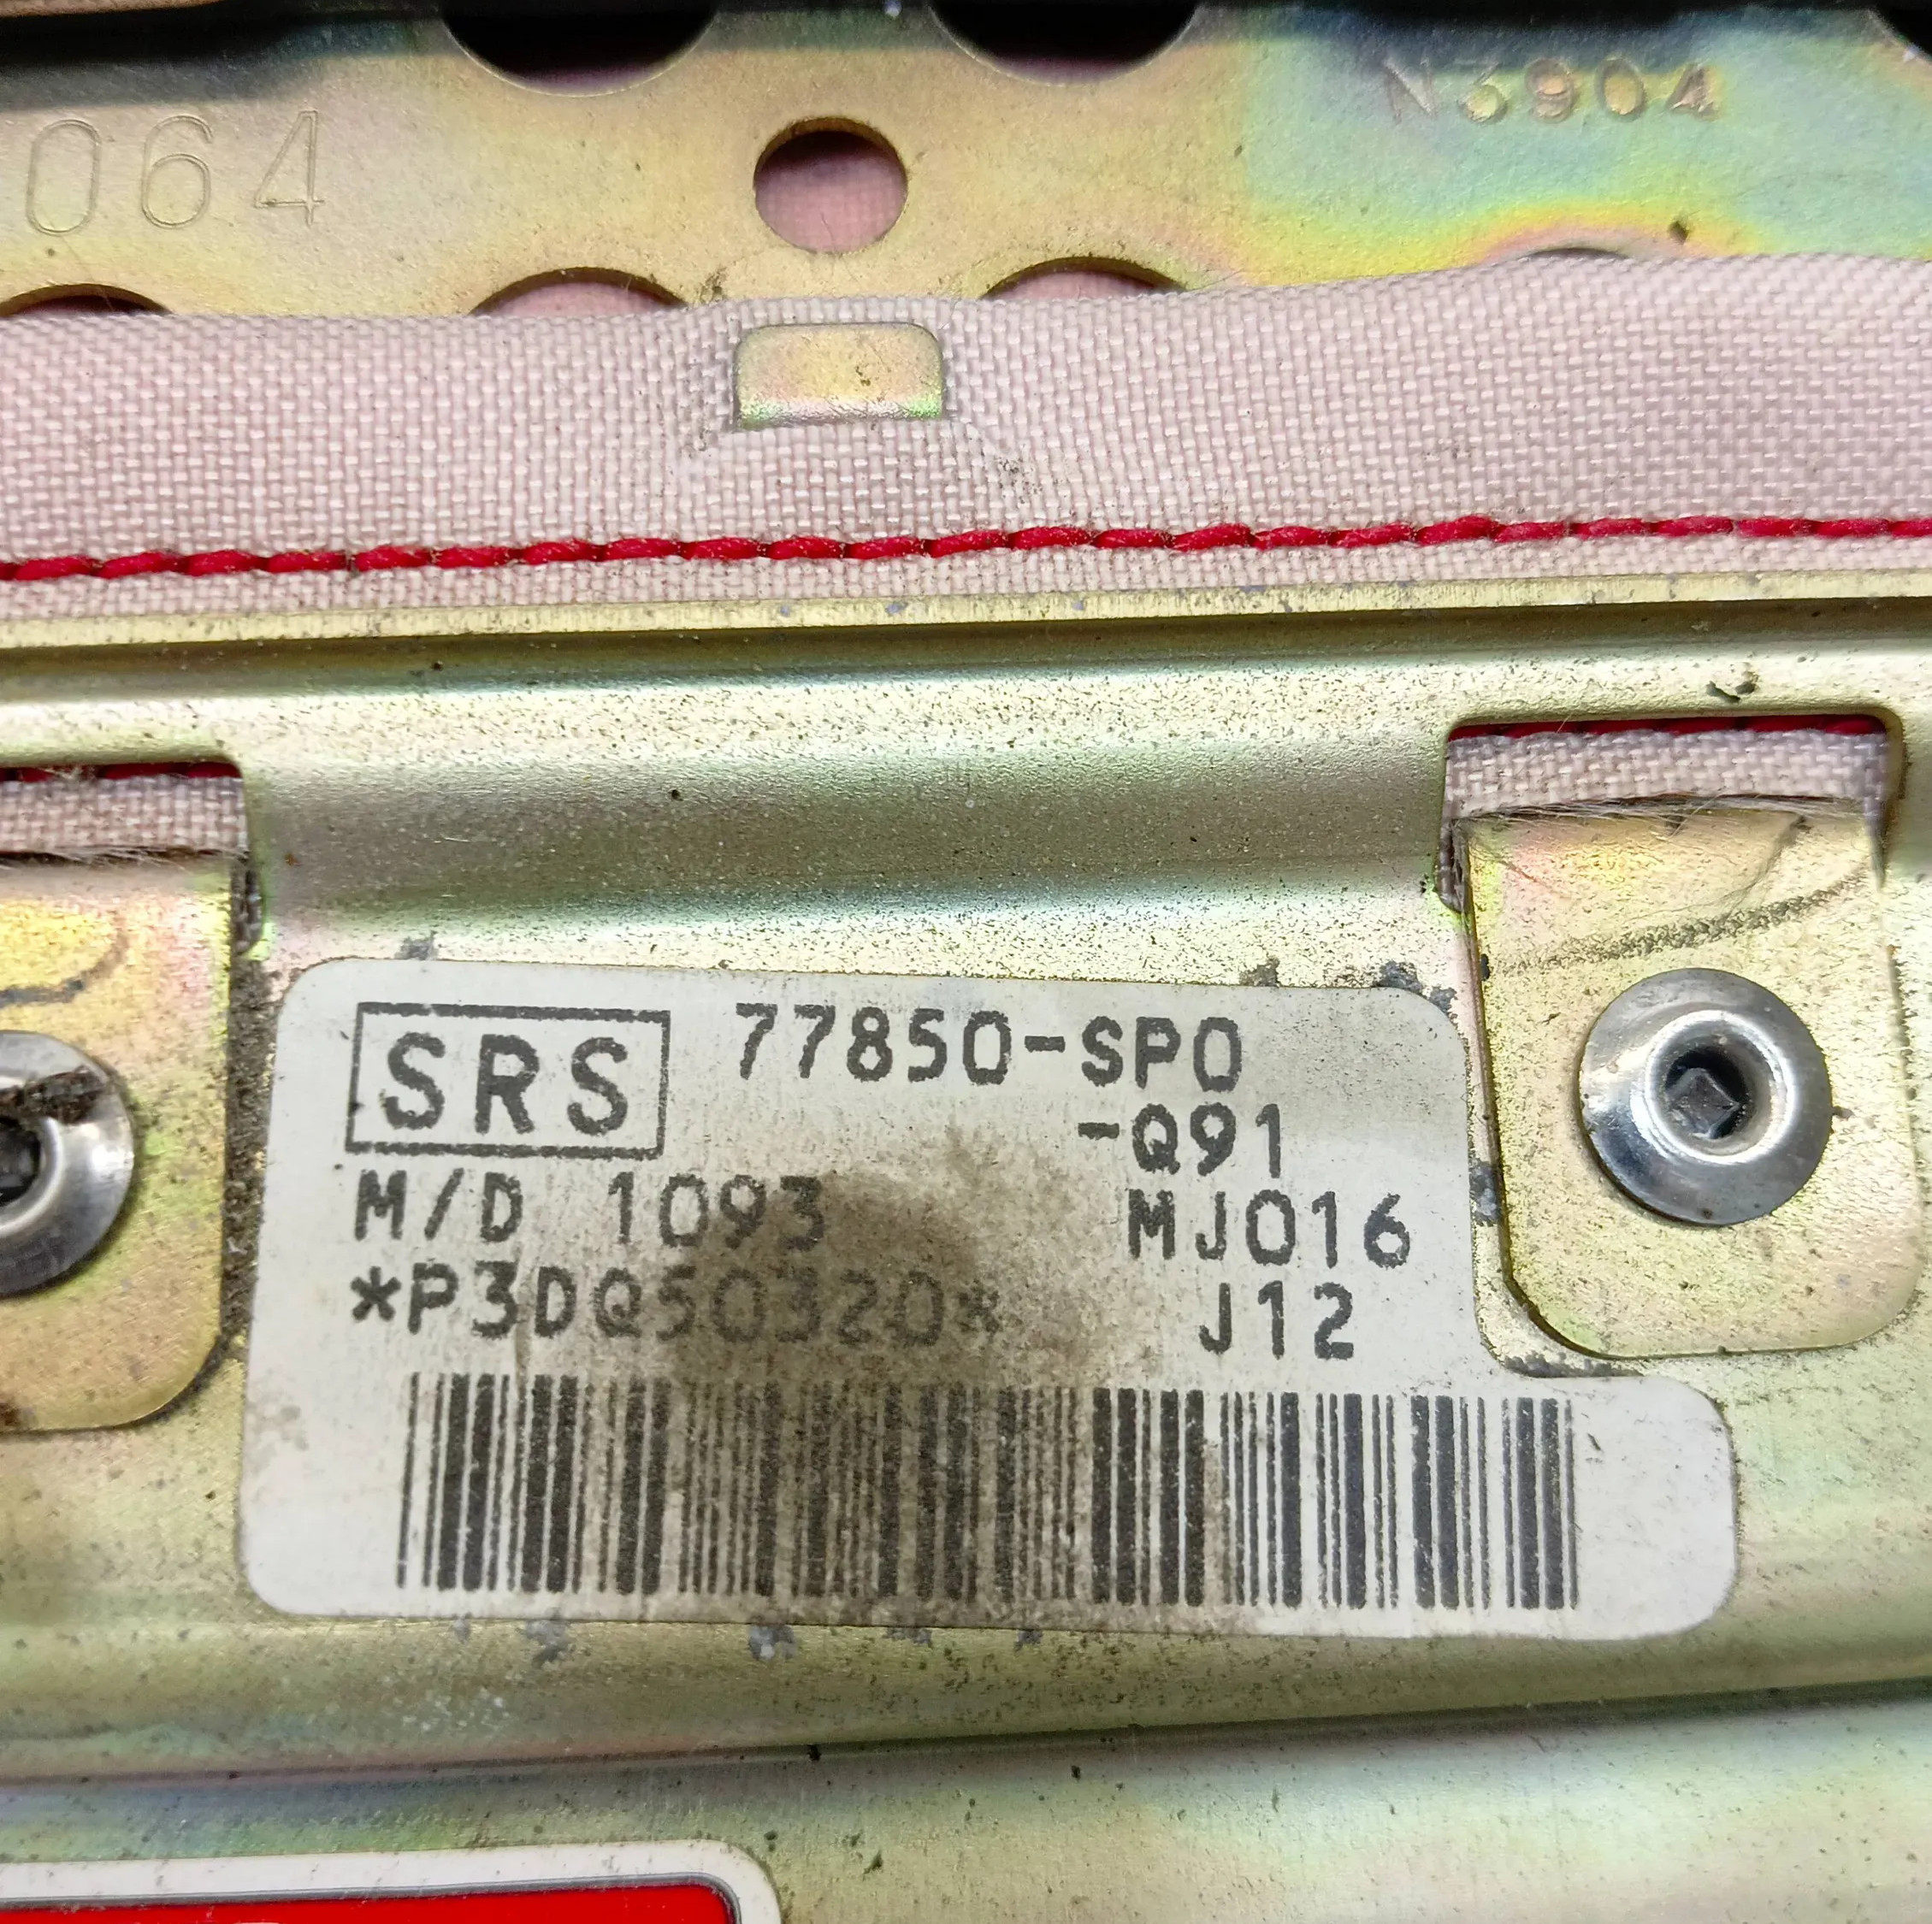 064
N3904
SRS 77850-SP0
-Q91
M/D 1093 MJ016
*P3DQ50320* J12